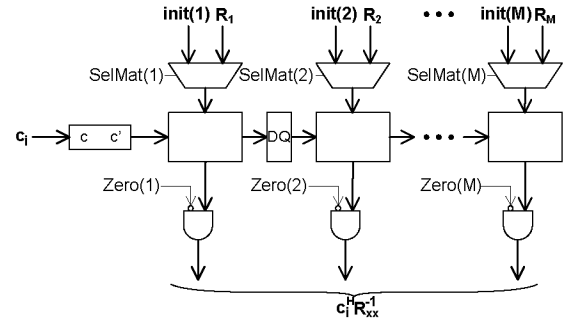 init(1) R1 init(2) R2 • • • init(M) RM
SelMat(1) SelMat(2) SelMat(M)
ci c c' DQ • • •
Zero(1) Zero(2) Zero(M)
ciHRxx-1